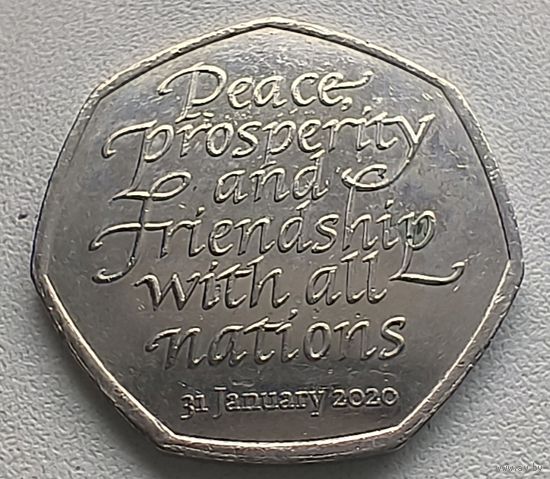 Peace,
prosperity
and
friendship
with all
nations
31 January 2020